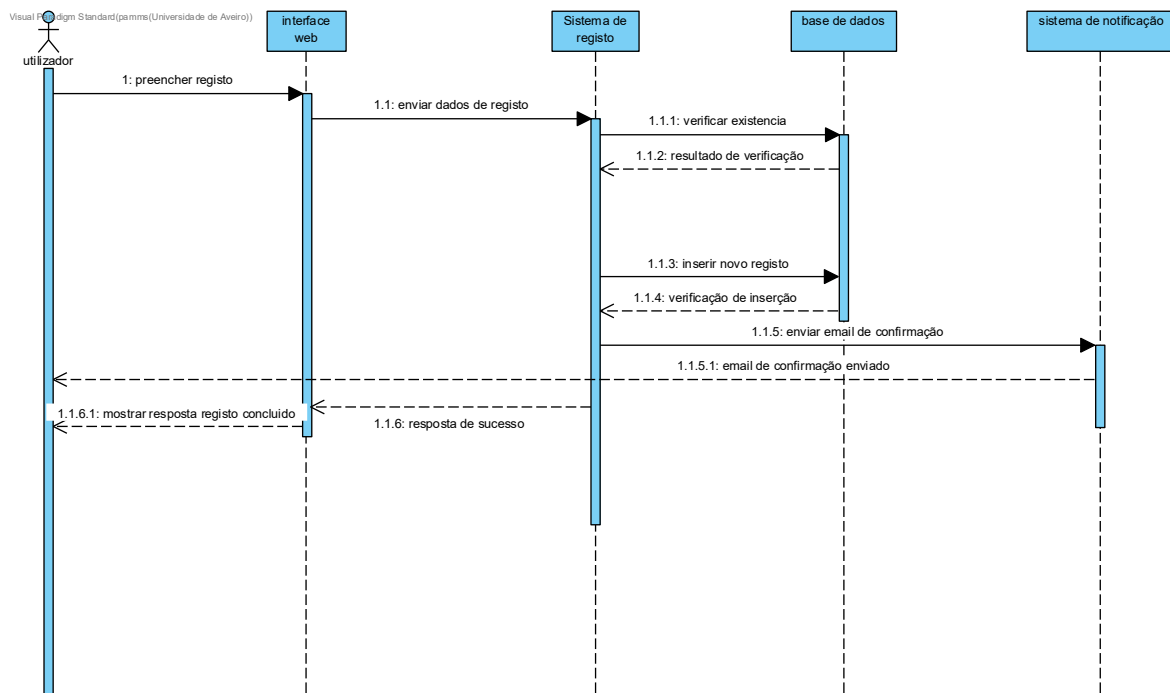 Visual Paradigm Standard(pamms(Universidade de Aveiro))
utilizador
interface
web
Sistema de
registo
base de dados
sistema de notificação
1: preencher registo
1.1: enviar dados de registo
1.1.1: verificar existencia
1.1.2: resultado de verificação
1.1.3: inserir novo registo
1.1.4: verificação de inserção
1.1.5: enviar email de confirmação
1.1.5.1: email de confirmação enviado
1.1.6.1: mostrar resposta registo concluido
1.1.6: resposta de sucesso